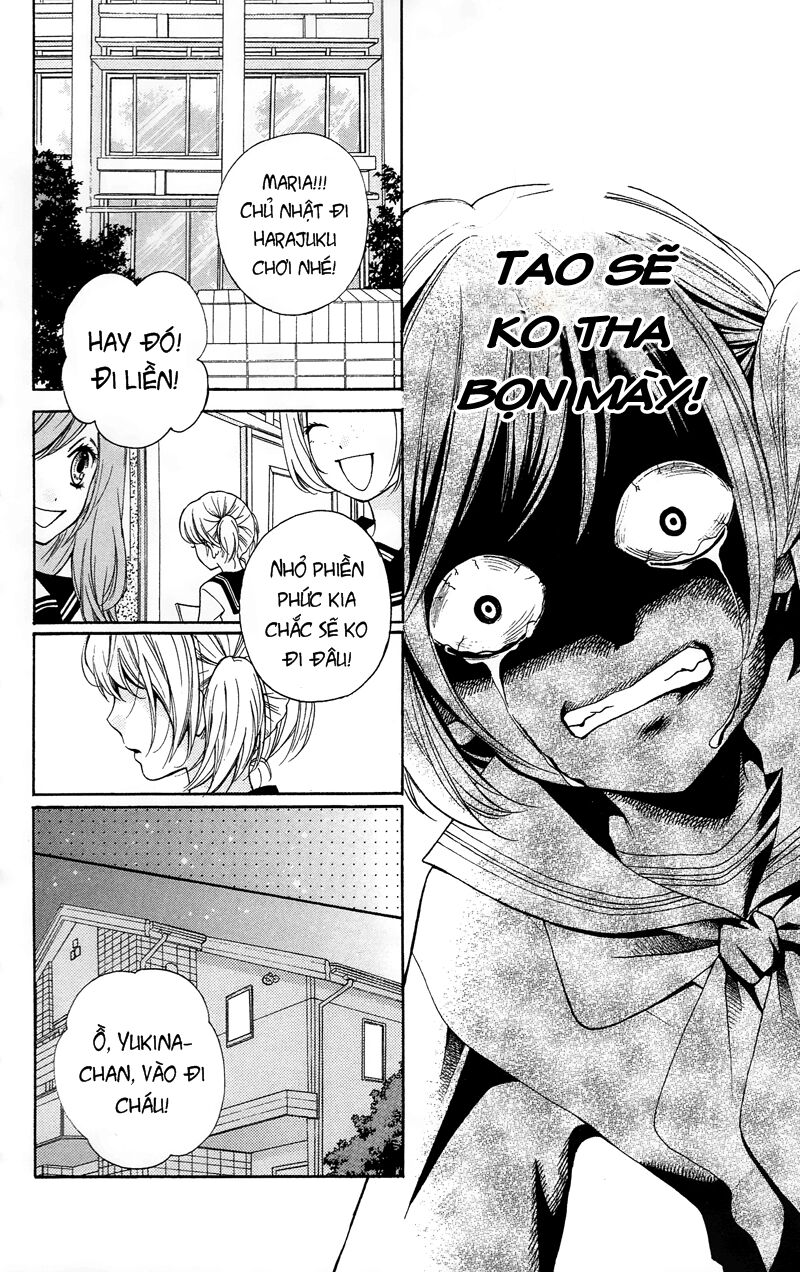 TAO SẼ
KO THA
BỌN MÀY!
MARIA!!!
CHỦ NHẬT ĐI
HARAJUKU
CHƠI NHÉ!
HAY ĐÓ!
ĐI LIỀN!
NHỎ PHIỀN
PHỨC KIA
CHẮC SẼ KO
ĐI ĐÂU!
Ồ, YUKINA-
CHAN, VÀO ĐI
CHÁU!